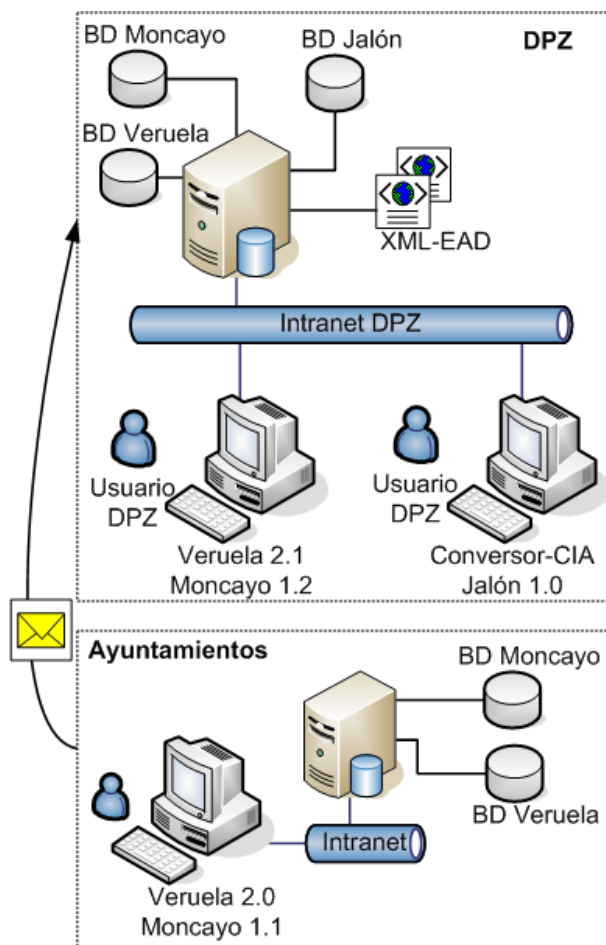 BD Moncayo
BD Jalón
DPZ
BD Veruela
XML-EAD
Intranet DPZ
Usuario
DPZ
Veruela 2.1
Moncayo 1.2
Usuario
DPZ
Conversor-CIA
Jalón 1.0
Ayuntamientos
BD Moncayo
BD Veruela
Intranet
Veruela 2.0
Moncayo 1.1